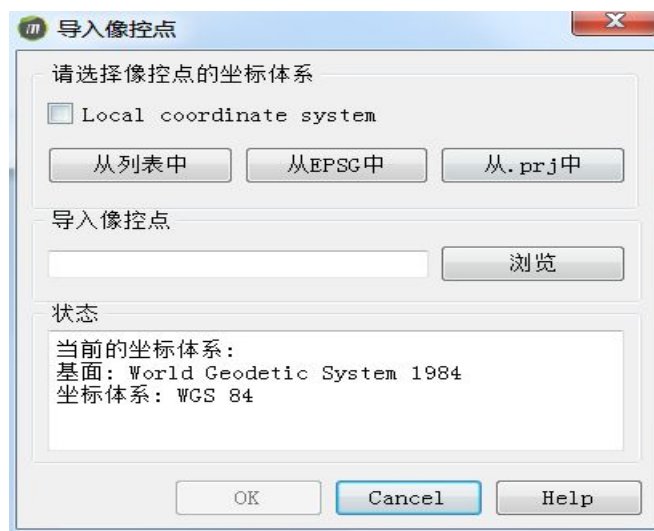 导入像控点
请选择像控点的坐标体系
Local coordinate system
从列表中 从EPSG中 从.prj中
导入像控点
浏览
状态
当前的坐标体系:
基面: World Geodetic System 1984
坐标体系: WGS 84
OK Cancel Help